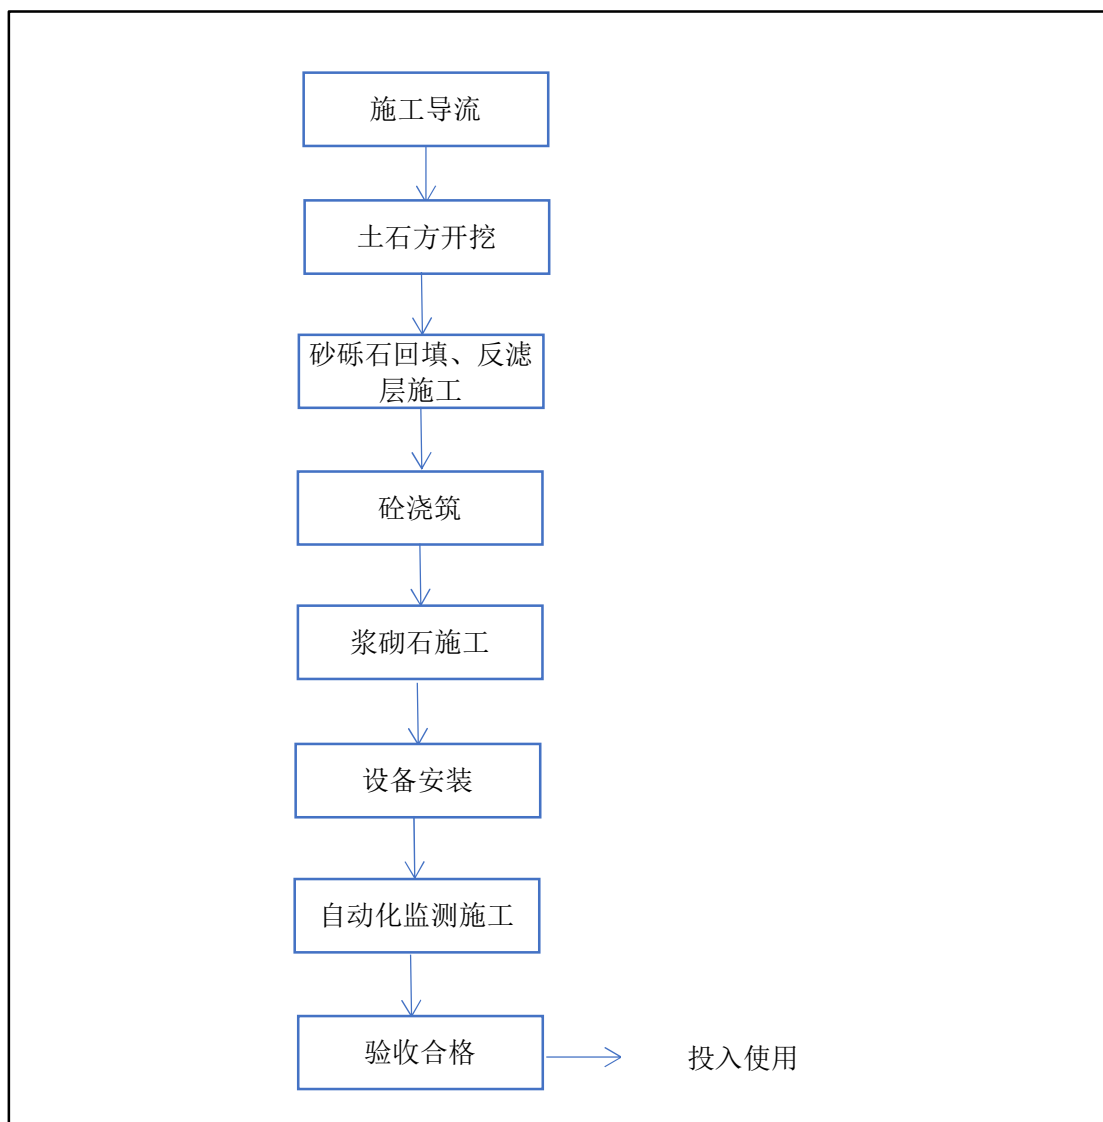 施工导流
土石方开挖
砂砾石回填、反滤
层施工
砼浇筑
浆砌石施工
设备安装
自动化监测施工
验收合格
投入使用